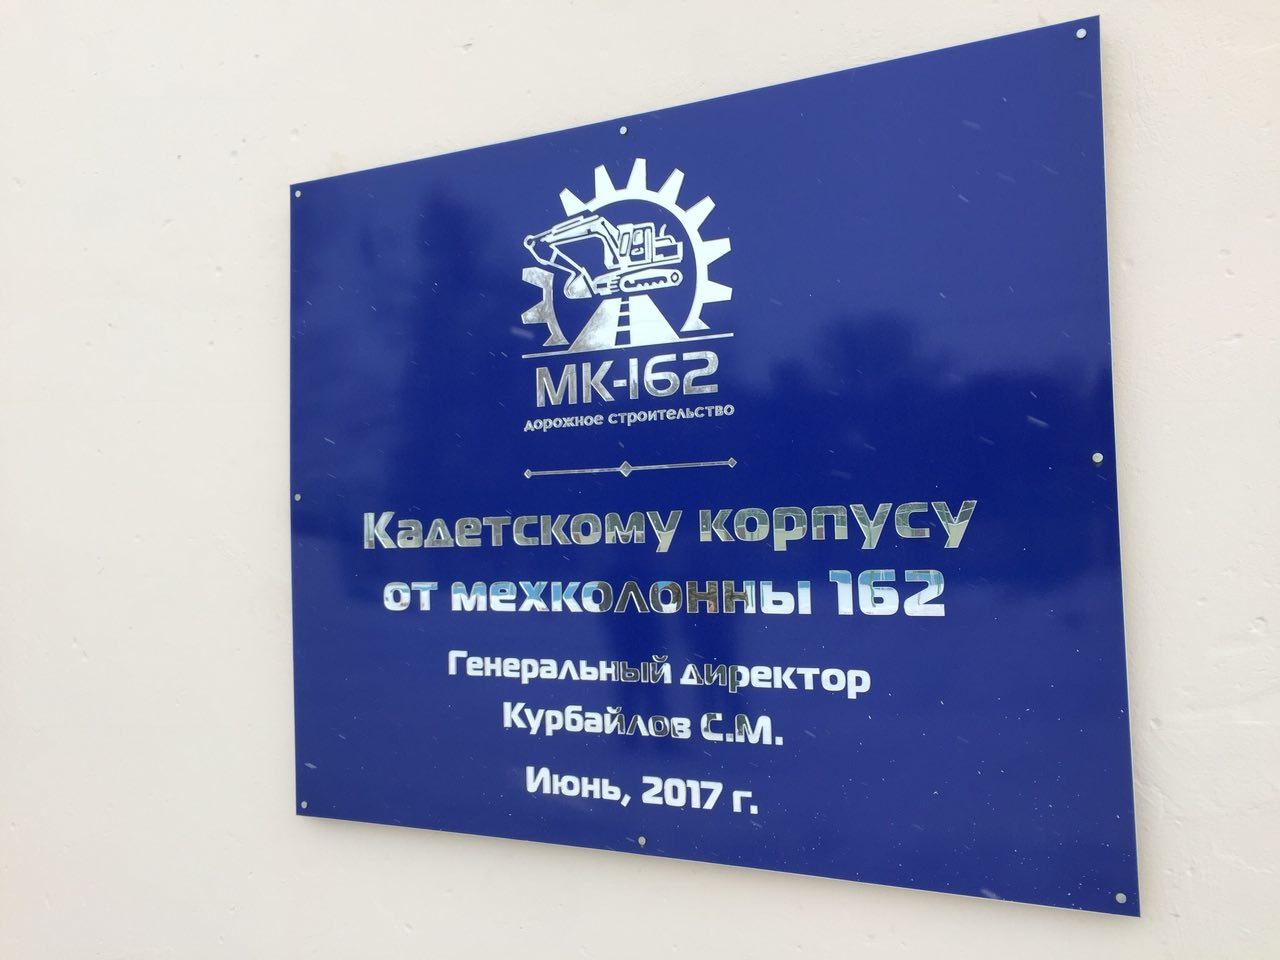 МК-162
дорожное строительство
Кадетскому корпусу
от мехколонны 162
Генеральный директор
Курбайлов С.М.
Июнь, 2017 г.